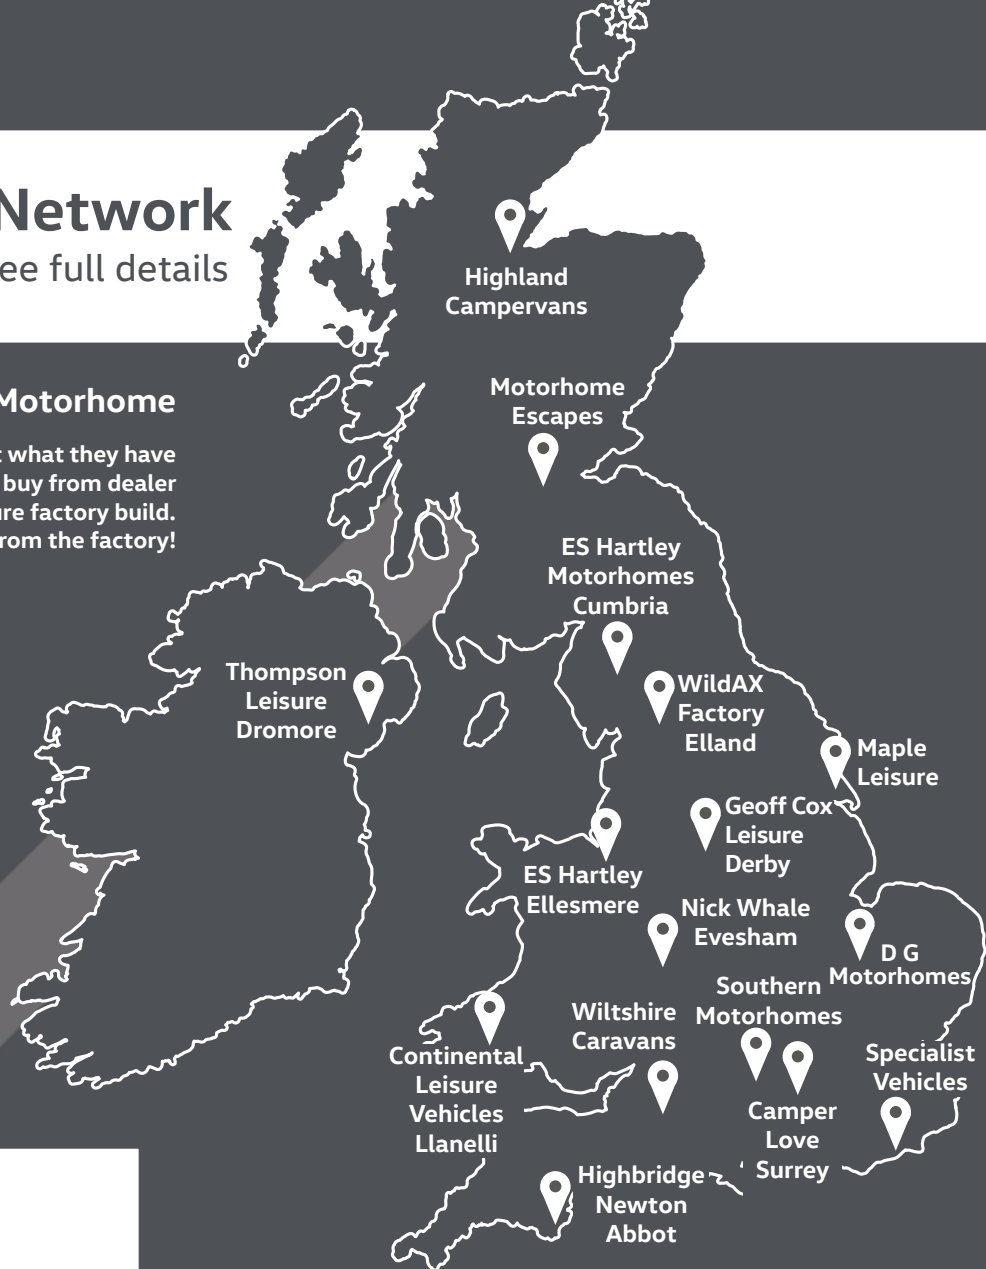 Network
ee full details
Motorhome
t what they have
buy from dealer
ure factory build.
rom the factory!
Highland
Campervans
Motorhome
Escapes
ES Hartley
Motorhomes
Cumbria
Thompson
Leisure
Dromore
WildAX
Factory
Elland
Maple
Leisure
Geoff Cox
Leisure
Derby
ES Hartley
Ellesmere
Nick Whale
Evesham
D G
Motorhomes
Southern
Motorhomes
Wiltshire
Caravans
Continental
Leisure
Vehicles
Llanelli
Specialist
Vehicles
Camper
Love
Surrey
Highbridge
Newton
Abbot